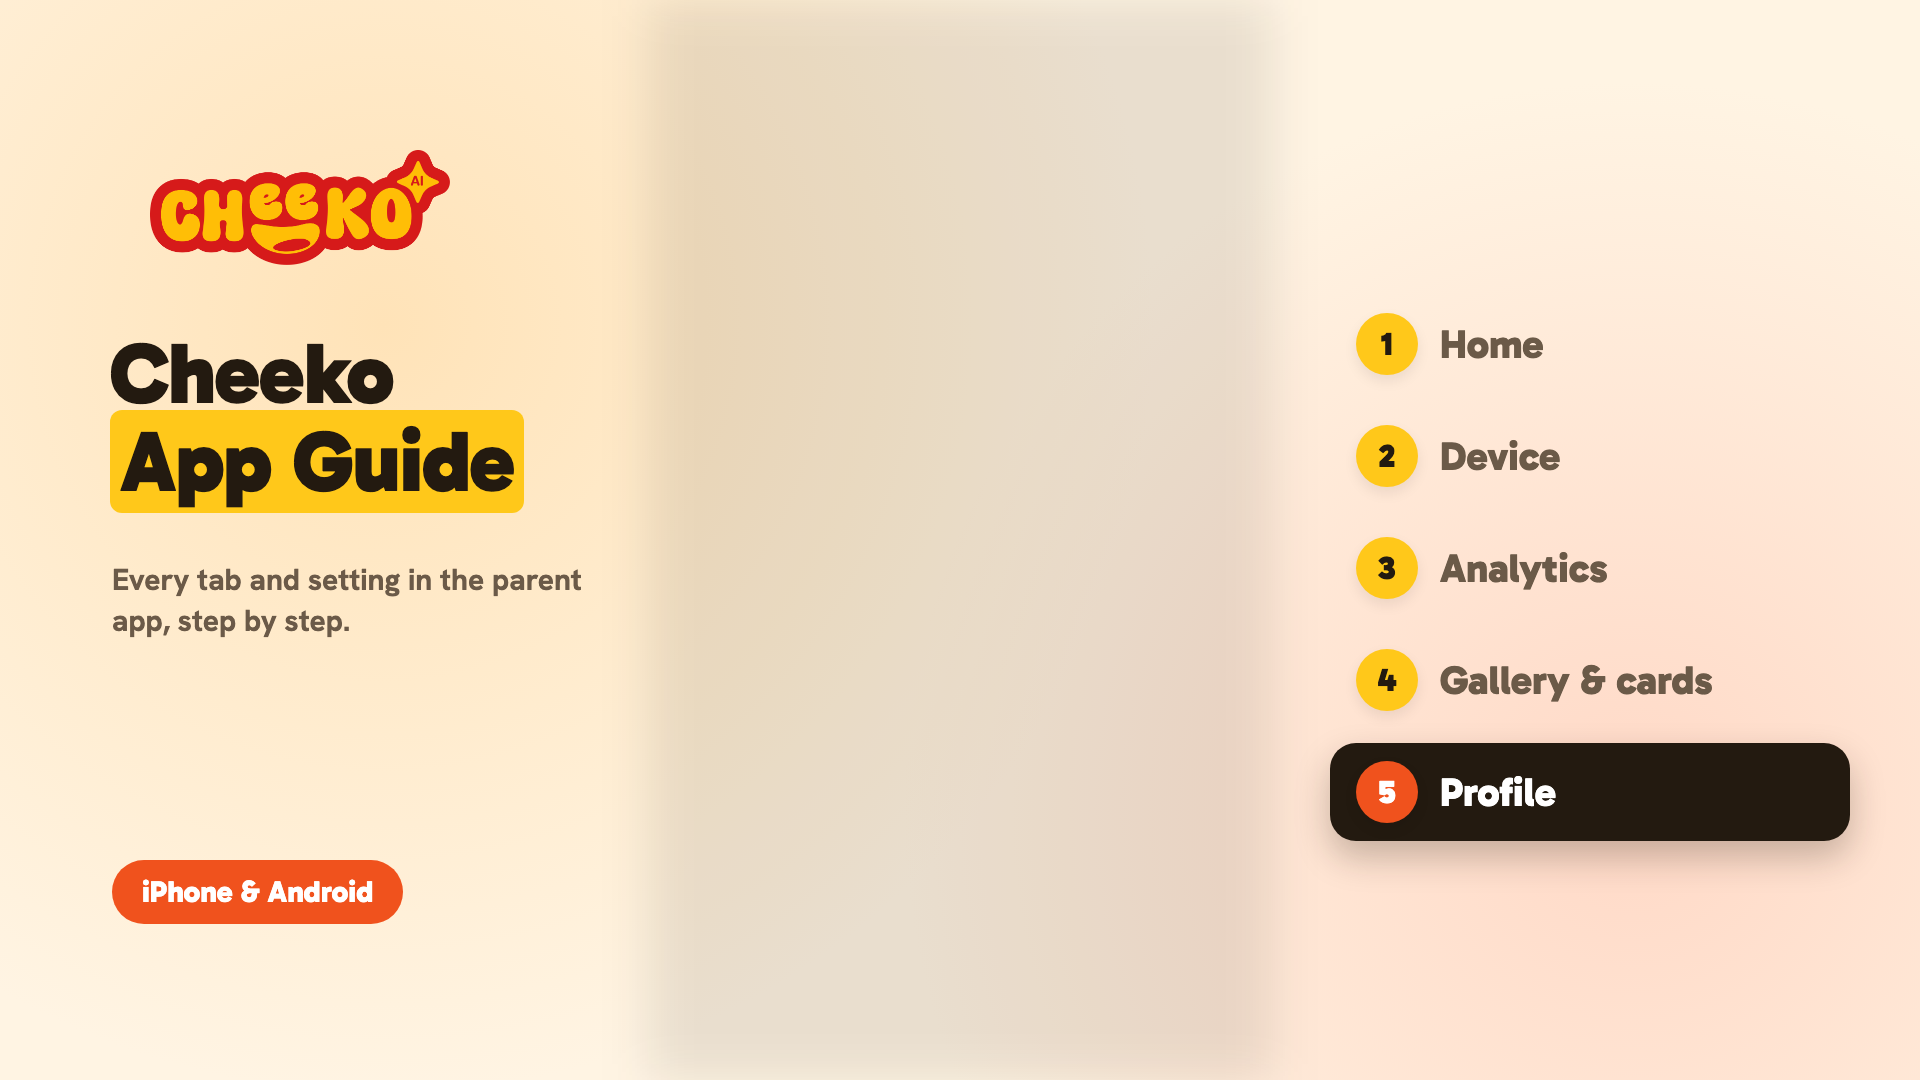 CHeeKO AI
Cheeko
App Guide
Every tab and setting in the parent
app, step by step.
iPhone & Android
1 Home
2 Device
3 Analytics
4 Gallery & cards
5 Profile